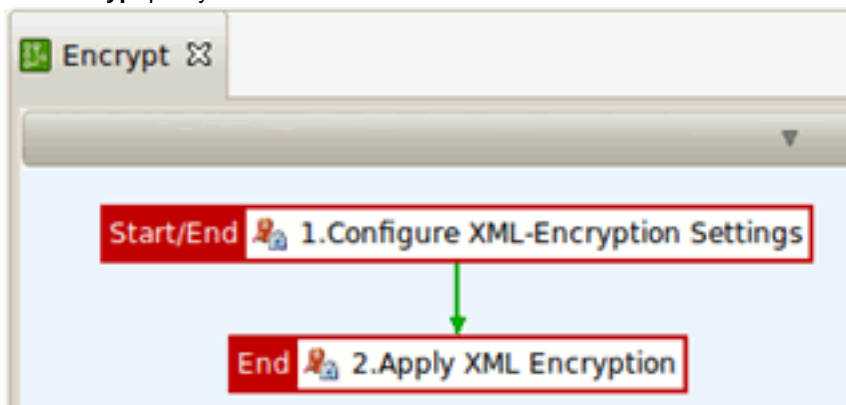 Encrypt
Start/End 1.Configure XML-Encryption Settings
End 2.Apply XML Encryption